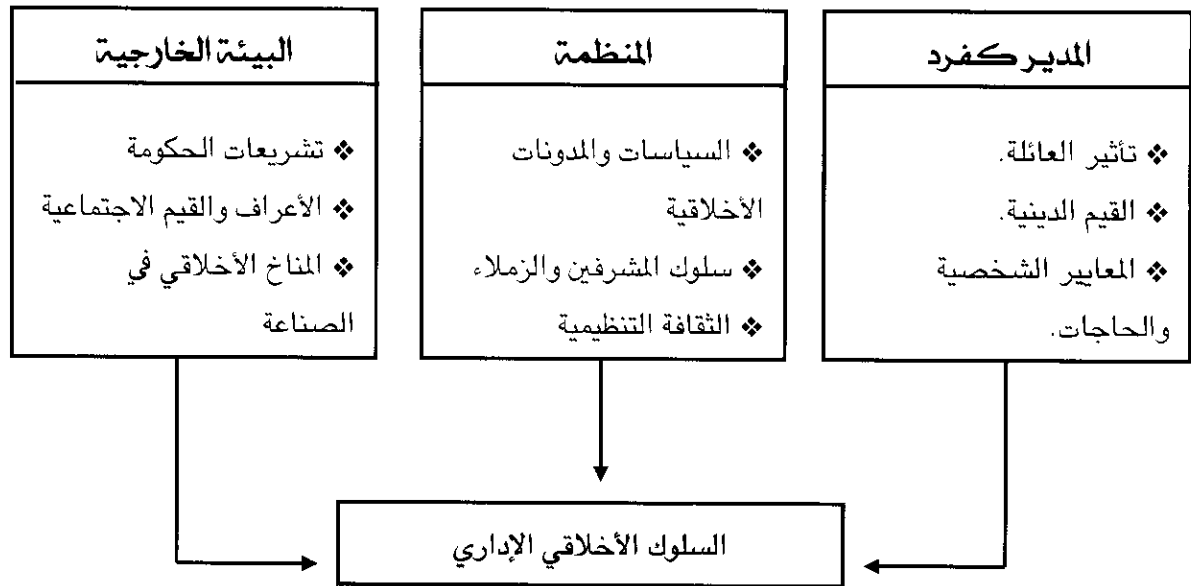 المدير كفرد
❖ تأثير العائلة.
❖ القيم الدينية.
❖ المعايير الشخصية
والحاجات.
المنظمة
❖ السياسات والمدونات
الأخلاقية
❖ سلوك المشرفين والزملاء
❖ الثقافة التنظيمية
البيئة الخارجية
❖ تشريعات الحكومة
❖ الأعراف والقيم الاجتماعية
❖ المناخ الأخلاقي في
الصناعة
السلوك الأخلاقي الإداري